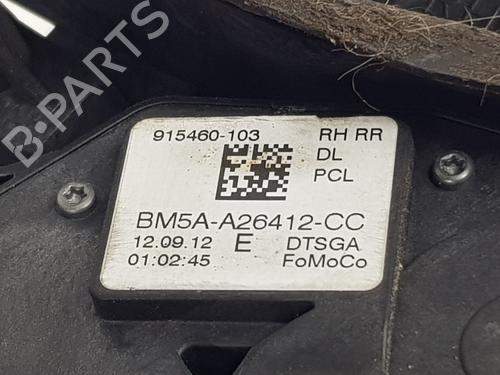 B-PARTS
915460-103 RH RR
DL
PCL
BM5A-A26412-CC
12.09.12 E DTSGA
01:02:45 FoMoCo